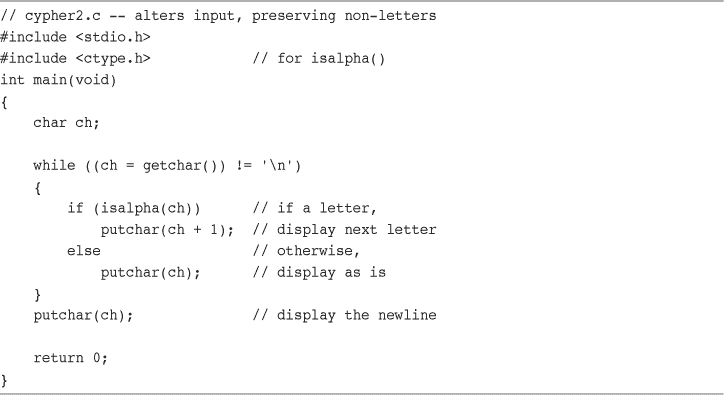 // cypher2.c -- alters input, preserving non-letters
#include <stdio.h>
#include <ctype.h>            // for isalpha()
int main(void)
{
    char ch;

    while ((ch = getchar()) != '\n')
    {
        if (isalpha(ch))      // if a letter,
            putchar(ch + 1);  // display next letter
        else                  // otherwise,
            putchar(ch);      // display as is
    }
    putchar(ch);              // display the newline

    return 0;
}